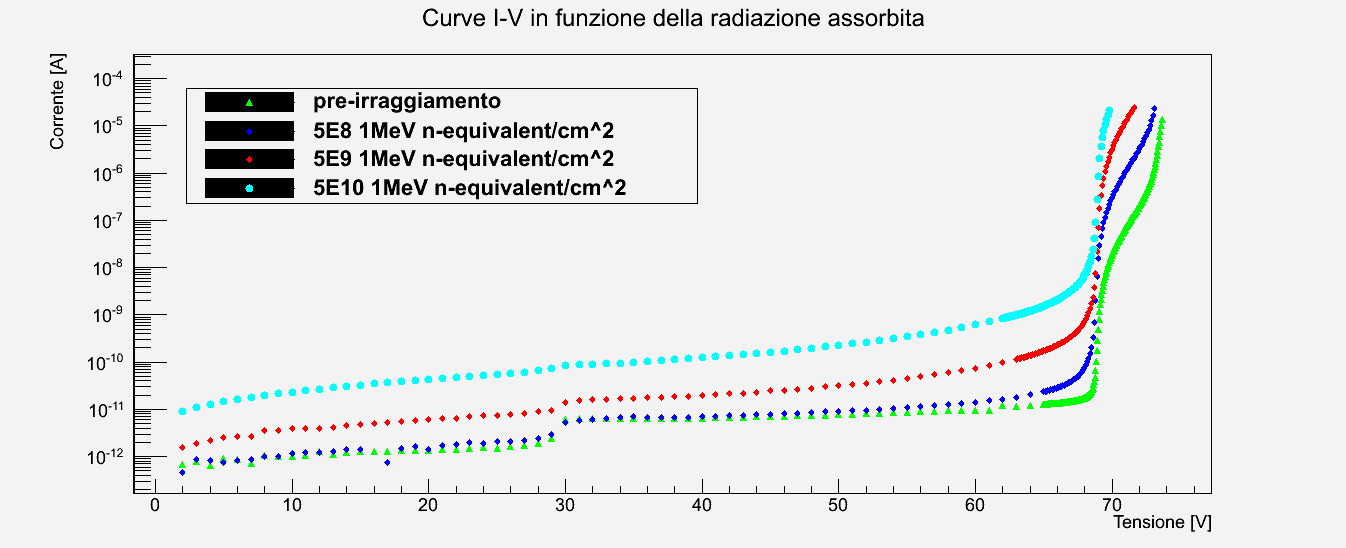 Curve I-V in funzione della radiazione assorbita
Corrente [A]
10^-4
10^-5
10^-6
10^-7
10^-8
10^-9
10^-10
10^-11
10^-12
pre-irraggiamento
5E8 1MeV n-equivalent/cm^2
5E9 1MeV n-equivalent/cm^2
5E10 1MeV n-equivalent/cm^2
0 10 20 30 40 50 60 70
Tensione [V]